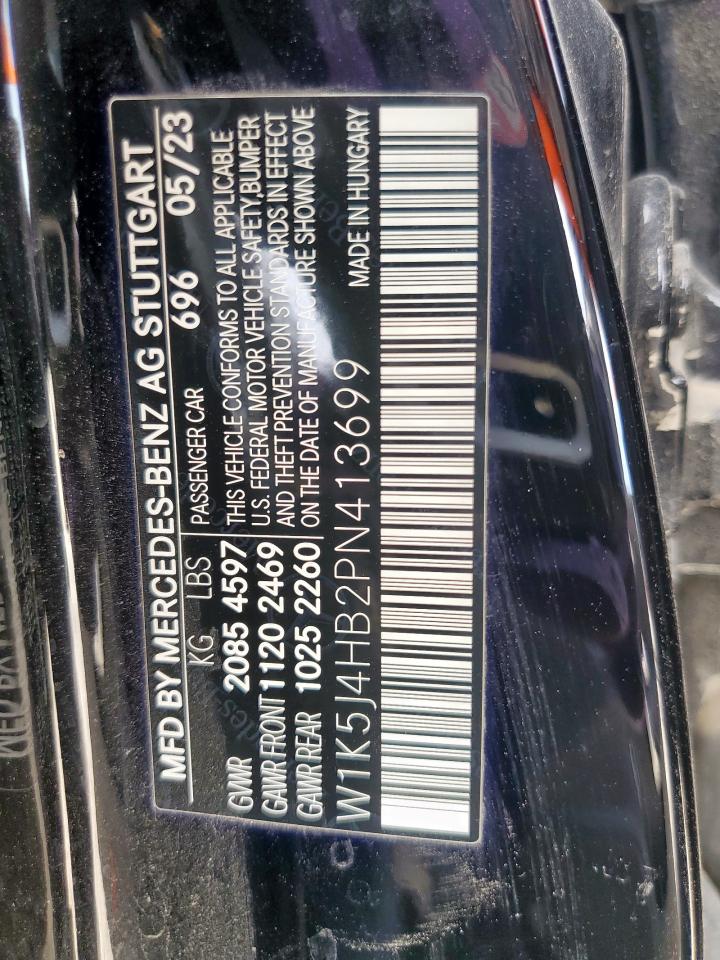 MFD BY MERCEDES-BENZ AG STUTTGART
KG LBS 696 05/23
GWR 2085 4597 PASSENGER CAR
GAWR FRONT 1120 2469 THIS VEHICLE CONFORMS TO ALL APPLICABLE
GAWR REAR 1025 2260 U.S. FEDERAL MOTOR VEHICLE SAFETY,BUMPER
AND THEFT PREVENTION STANDARDS IN EFFECT
ON THE DATE OF MANUFACTURE SHOWN ABOVE
W1K5J4HB2PN413699 MADE IN HUNGARY